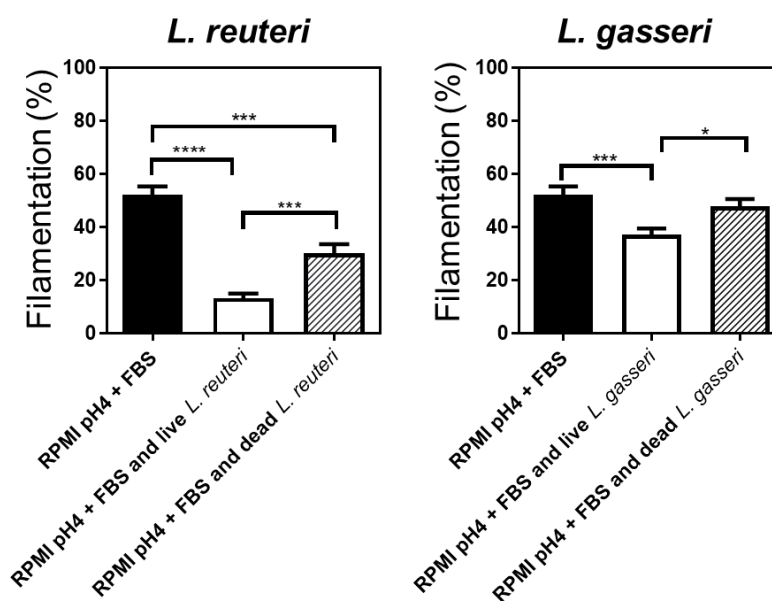 L. reuteri
Filamentation (%)
100
80
60
40
20
0
***
****
***
RPMI pH4 + FBS
RPMI pH4 + FBS and live L. reuteri
RPMI pH4 + FBS and dead L. reuteri
L. gasseri
Filamentation (%)
100
80
60
40
20
0
***
*
RPMI pH4 + FBS
RPMI pH4 + FBS and live L. gasseri
RPMI pH4 + FBS and dead L. gasseri